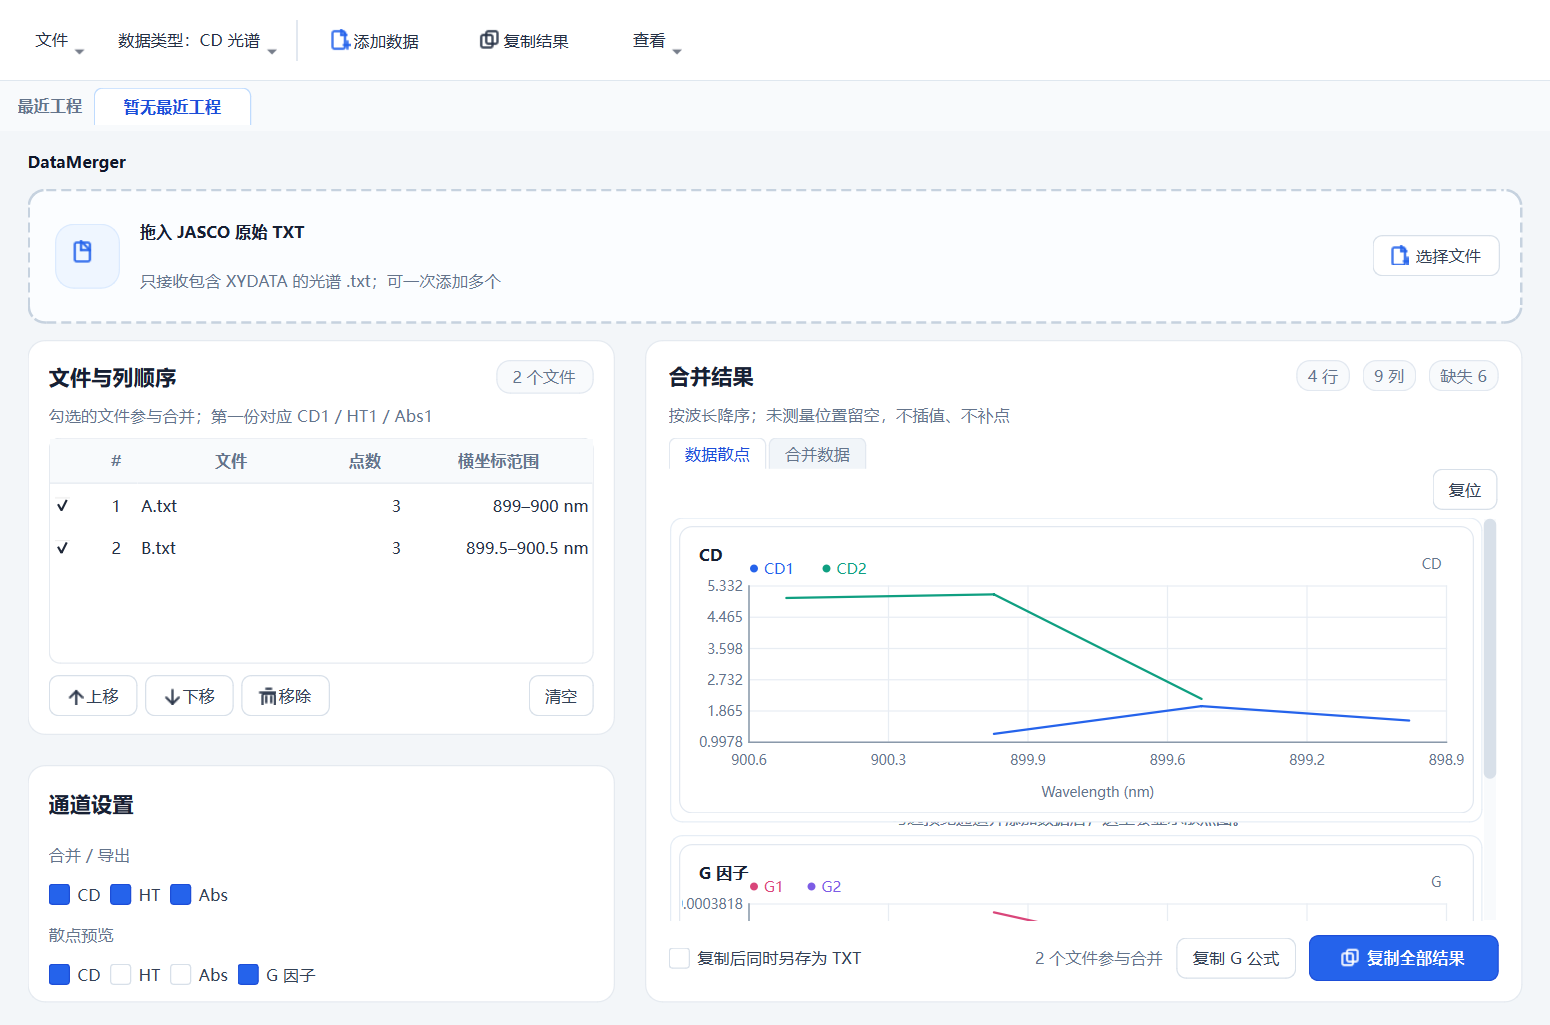 文件
数据类型：CD 光谱
添加数据
复制结果
查看
最近工程
暂无最近工程
DataMerger
拖入 JASCO 原始 TXT
只接收包含 XYDATA 的光谱 .txt；可一次添加多个
选择文件
文件与列顺序
2 个文件
勾选的文件参与合并；第一份对应 CD1 / HT1 / Abs1
# 文件 点数 横坐标范围
1 A.txt 3 899–900 nm
2 B.txt 3 899.5–900.5 nm
上移
下移
移除
清空
通道设置
合并 / 导出
CD HT Abs
散点预览
CD HT Abs G 因子
合并结果
4 行
9 列
缺失 6
按波长降序；未测量位置留空，不插值、不补点
数据散点
合并数据
复位
CD
CD1 CD2
CD
5.332
4.465
3.598
2.732
1.865
0.9978
900.6 900.3 899.9 899.6 899.2 898.9
Wavelength (nm)
G 因子
G1 G2
G
.0003818
复制后同时另存为 TXT
2 个文件参与合并
复制 G 公式
复制全部结果